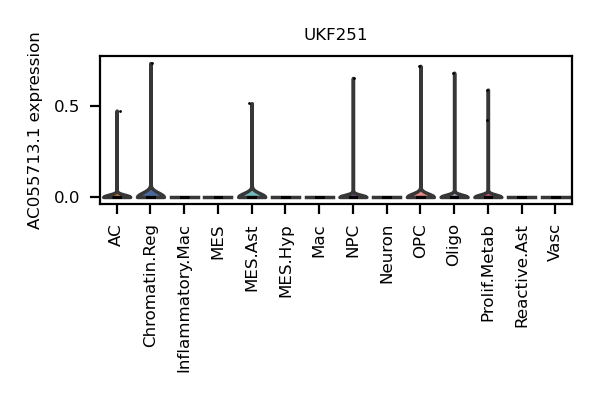 UKF251
AC055713.1 expression
0.5
0.0
AC
Chromatin.Reg
Inflammatory.Mac
MES
MES.Ast
MES.Hyp
Mac
NPC
Neuron
OPC
Oligo
Prolif.Metab
Reactive.Ast
Vasc